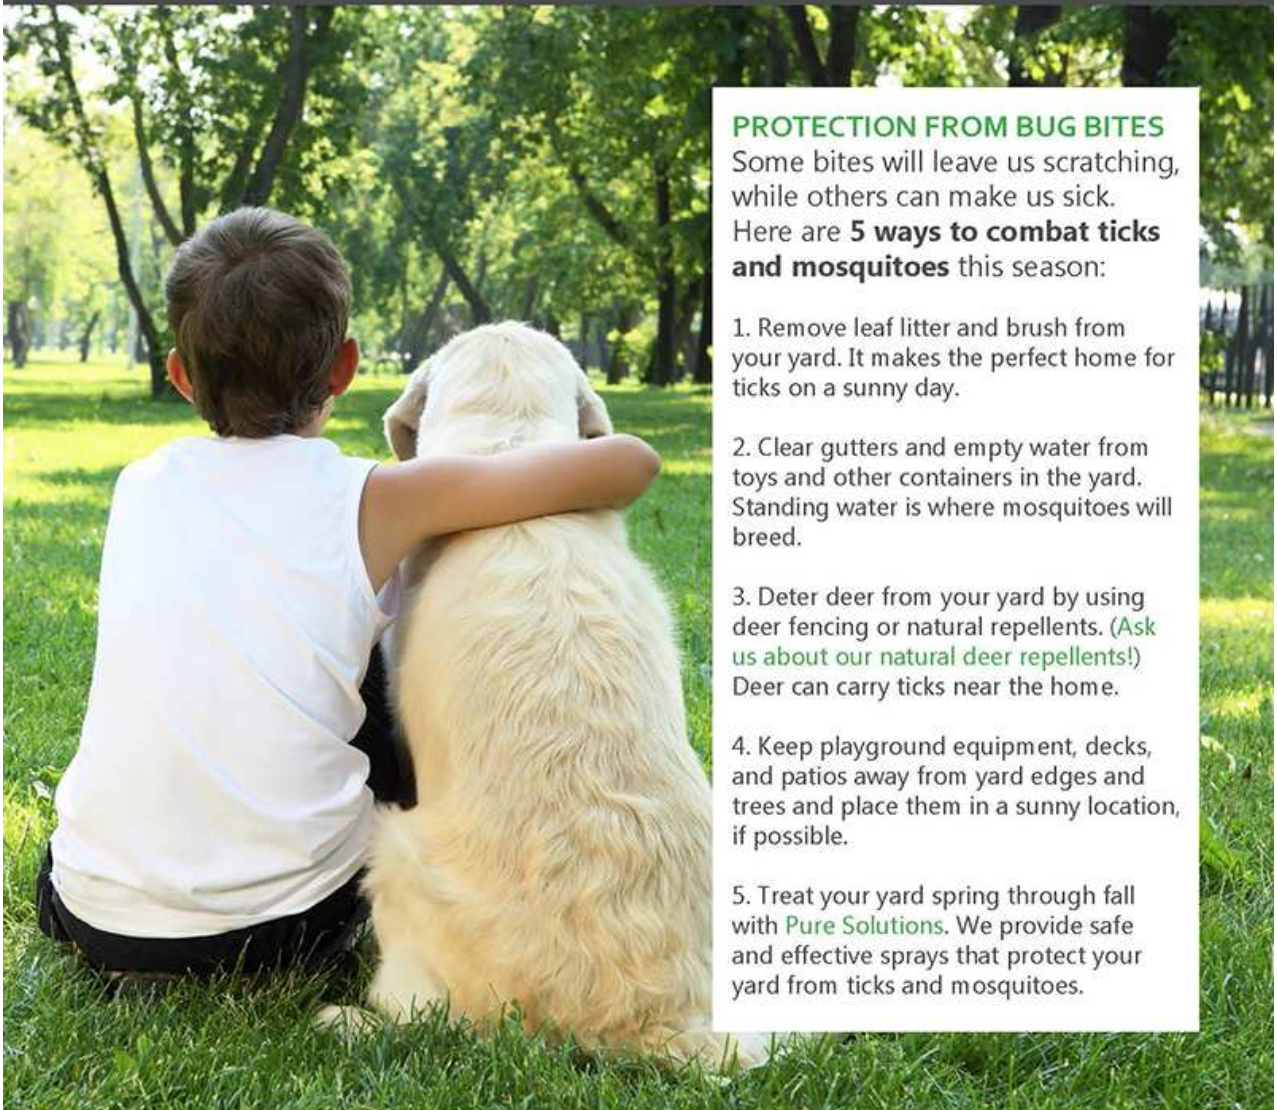 PROTECTION FROM BUG BITES
Some bites will leave us scratching,
while others can make us sick.
Here are 5 ways to combat ticks
and mosquitoes this season:
1. Remove leaf litter and brush from
your yard. It makes the perfect home for
ticks on a sunny day.
2. Clear gutters and empty water from
toys and other containers in the yard.
Standing water is where mosquitoes will
breed.
3. Deter deer from your yard by using
deer fencing or natural repellents. (Ask
us about our natural deer repellents!)
Deer can carry ticks near the home.
4. Keep playground equipment, decks,
and patios away from yard edges and
trees and place them in a sunny location,
if possible.
5. Treat your yard spring through fall
with Pure Solutions. We provide safe
and effective sprays that protect your
yard from ticks and mosquitoes.